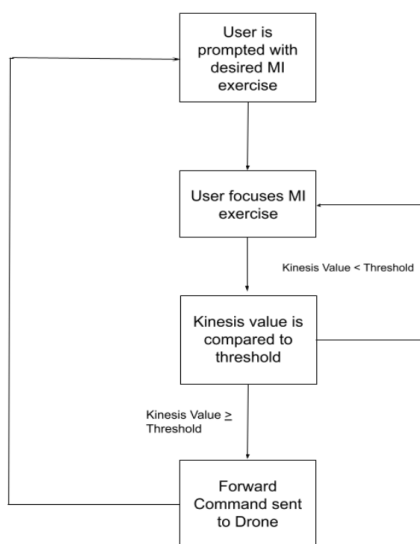 User is
prompted with
desired MI
exercise
User focuses MI
exercise
Kinesis Value < Threshold
Kinesis value is
compared to
threshold
Kinesis Value ≥
Threshold
Forward
Command sent
to Drone